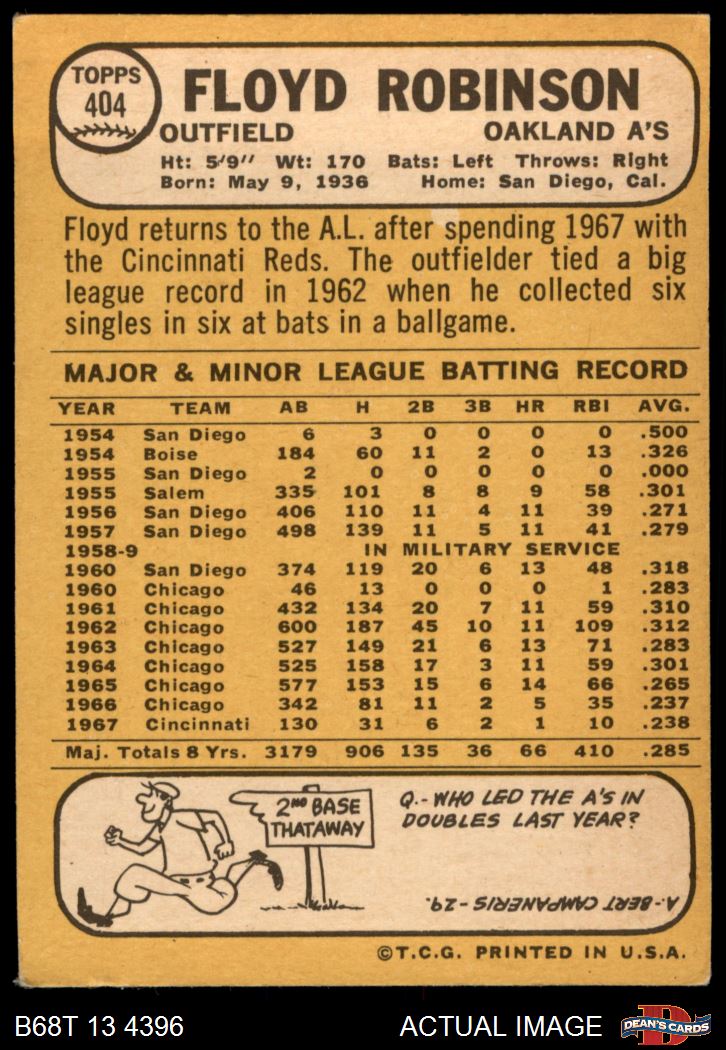 TOPPS
404
FLOYD ROBINSON
OUTFIELD OAKLAND A'S
Ht: 5'9'' Wt: 170 Bats: Left Throws: Right
Born: May 9, 1936 Home: San Diego, Cal.
Floyd returns to the A.L. after spending 1967 with
the Cincinnati Reds. The outfielder tied a big
league record in 1962 when he collected six
singles in six at bats in a ballgame.
MAJOR & MINOR LEAGUE BATTING RECORD
YEAR TEAM AB H 2B 3B HR RBI AVG.
1954 San Diego 6 3 0 0 0 0 .500
1954 Boise 184 60 11 2 0 13 .326
1955 San Diego 2 0 0 0 0 0 .000
1955 Salem 335 101 8 8 9 58 .301
1956 San Diego 406 110 11 4 11 39 .271
1957 San Diego 498 139 11 5 11 41 .279
1958-9 IN MILITARY SERVICE
1960 San Diego 374 119 20 6 13 48 .318
1960 Chicago 46 13 0 0 0 1 .283
1961 Chicago 432 134 20 7 11 59 .310
1962 Chicago 600 187 45 10 11 109 .312
1963 Chicago 527 149 21 6 13 71 .283
1964 Chicago 525 158 17 3 11 59 .301
1965 Chicago 577 153 15 6 14 66 .265
1966 Chicago 342 81 11 2 5 35 .237
1967 Cincinnati 130 31 6 2 1 10 .238
Maj. Totals 8 Yrs. 3179 906 135 36 66 410 .285
2ND BASE
THATAWAY
Q.-WHO LED THE A'S IN
DOUBLES LAST YEAR?
A.-BERT CAMPANERIS-29.
©T.C.G. PRINTED IN U.S.A.
B68T 13 4396 ACTUAL IMAGE
D
DEAN'S CARDS